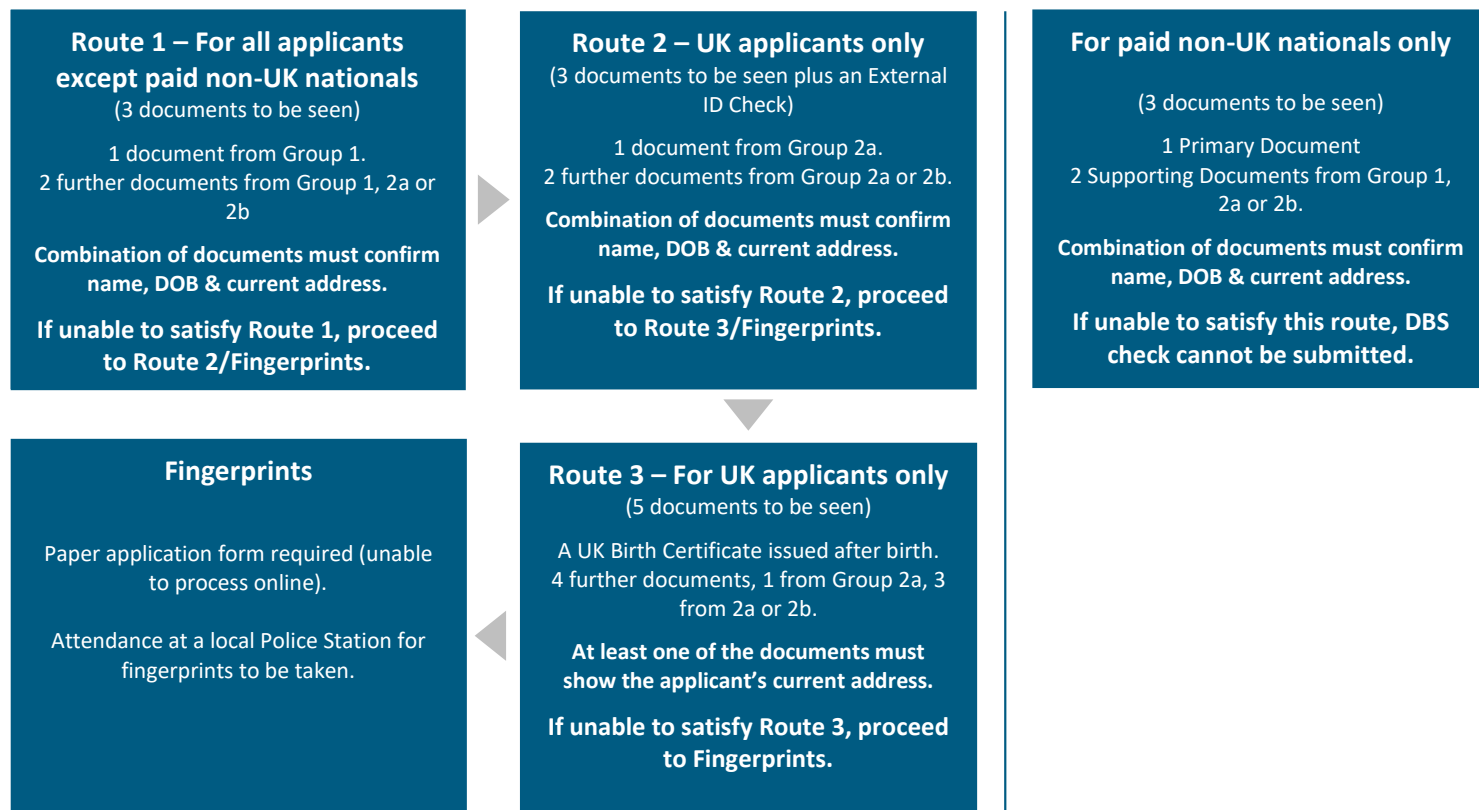 Route 1 – For all applicants
except paid non-UK nationals
(3 documents to be seen)
1 document from Group 1.
2 further documents from Group 1, 2a or
2b
Combination of documents must confirm
name, DOB & current address.
If unable to satisfy Route 1, proceed
to Route 2/Fingerprints.
Route 2 – UK applicants only
(3 documents to be seen plus an External
ID Check)
1 document from Group 2a.
2 further documents from Group 2a or 2b.
Combination of documents must confirm
name, DOB & current address.
If unable to satisfy Route 2, proceed
to Route 3/Fingerprints.
For paid non-UK nationals only
(3 documents to be seen)
1 Primary Document
2 Supporting Documents from Group 1,
2a or 2b.
Combination of documents must confirm
name, DOB & current address.
If unable to satisfy this route, DBS
check cannot be submitted.
Route 3 – For UK applicants only
(5 documents to be seen)
A UK Birth Certificate issued after birth.
4 further documents, 1 from Group 2a, 3
from 2a or 2b.
At least one of the documents must
show the applicant's current address.
If unable to satisfy Route 3, proceed
to Fingerprints.
Fingerprints
Paper application form required (unable
to process online).
Attendance at a local Police Station for
fingerprints to be taken.